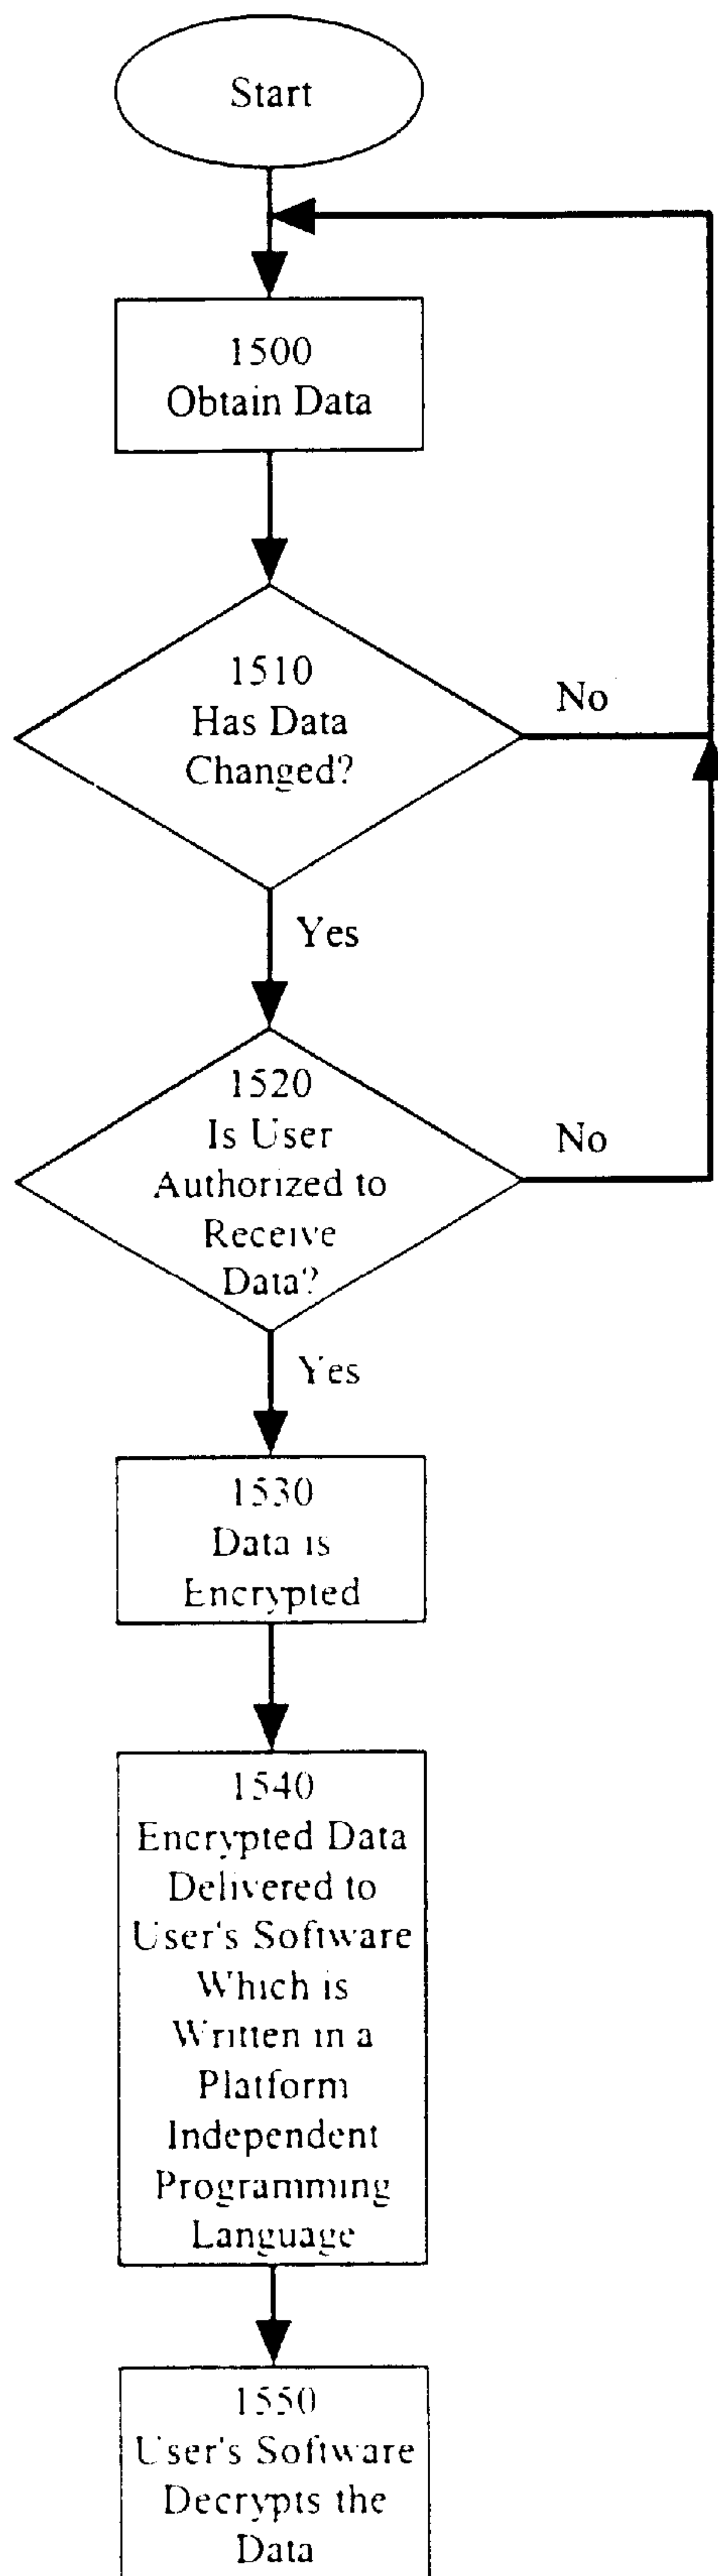 Start
1500
Obtain Data
1510
Has Data
Changed?
No
Yes
1520
Is User
Authorized to
Receive
Data?
No
Yes
1530
Data is
Encrypted
1540
Encrypted Data
Delivered to
User's Software
Which is
Written in a
Platform
Independent
Programming
Language
1550
User's Software
Decrypts the
Data